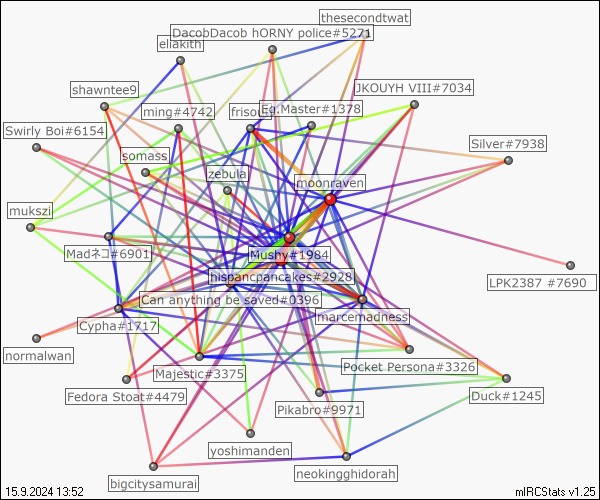 thesecondtwat
DacobDacob hORNY police#5271
eliakith
shawntee9
JKOUYH VIII#7034
ming#4742
frisou
Eg.Master#1378
Swirly Boi#6154
Silver#7938
somass
zebula
moonraven
mukszi
Madネコ#6901
Mushy#1984
hispancpancakes#2928
LPK2387 #7690
Can anything be saved#0396
marcemadness
Cypha#1717
normalwan
Majestic#3375
Pocket Persona#3326
Fedora Stoat#4479
Duck#1245
Pikabro#9971
yoshimanden
neokingghidorah
bigcitysamurai
15.9.2024 13:52
mIRCStats v1.25